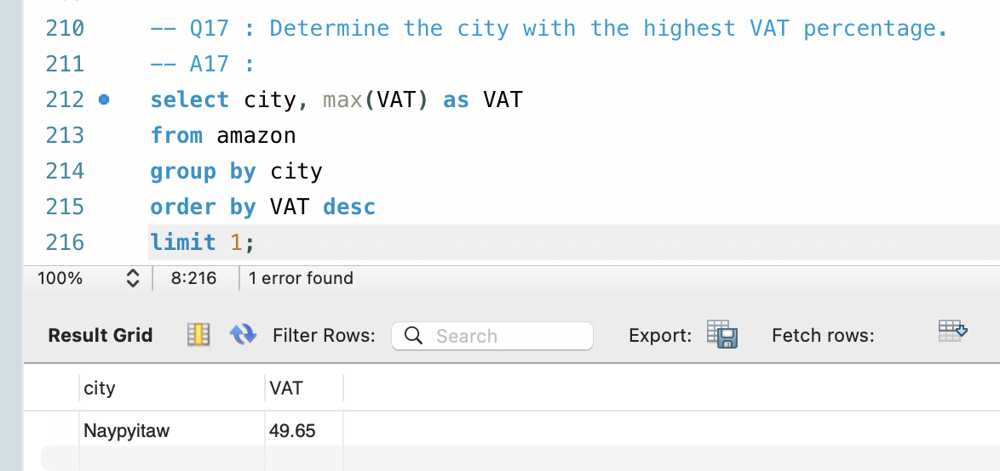 210 -- Q17 : Determine the city with the highest VAT percentage.
211 -- A17 :
212 select city, max(VAT) as VAT
213 from amazon
214 group by city
215 order by VAT desc
216 limit 1;
100% 8:216 1 error found
Result Grid Filter Rows: Search Export: Fetch rows:
city VAT
Naypyitaw 49.65